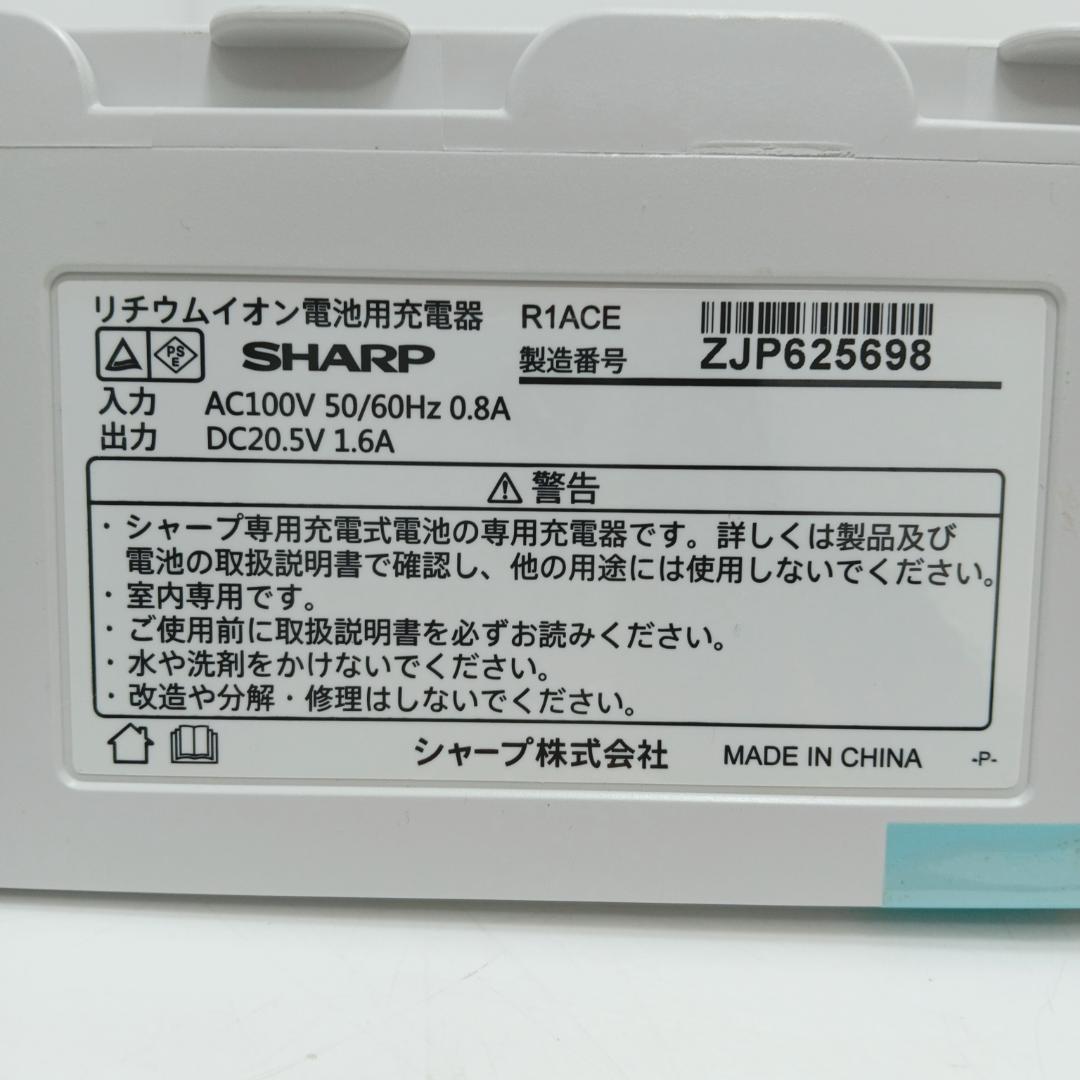 リチウムイオン電池用充電器 R1ACE
PS E SHARP 製造番号 ZJP625698
入力 AC100V 50/60Hz 0.8A
出力 DC20.5V 1.6A
警告
・シャープ専用充電式電池の専用充電器です。詳しくは製品及び
電池の取扱説明書で確認し、他の用途には使用しないでください。
・室内専用です。
・ご使用前に取扱説明書を必ずお読みください。
・水や洗剤をかけないでください。
・改造や分解・修理はしないでください。
シャープ株式会社 MADE IN CHINA -P-